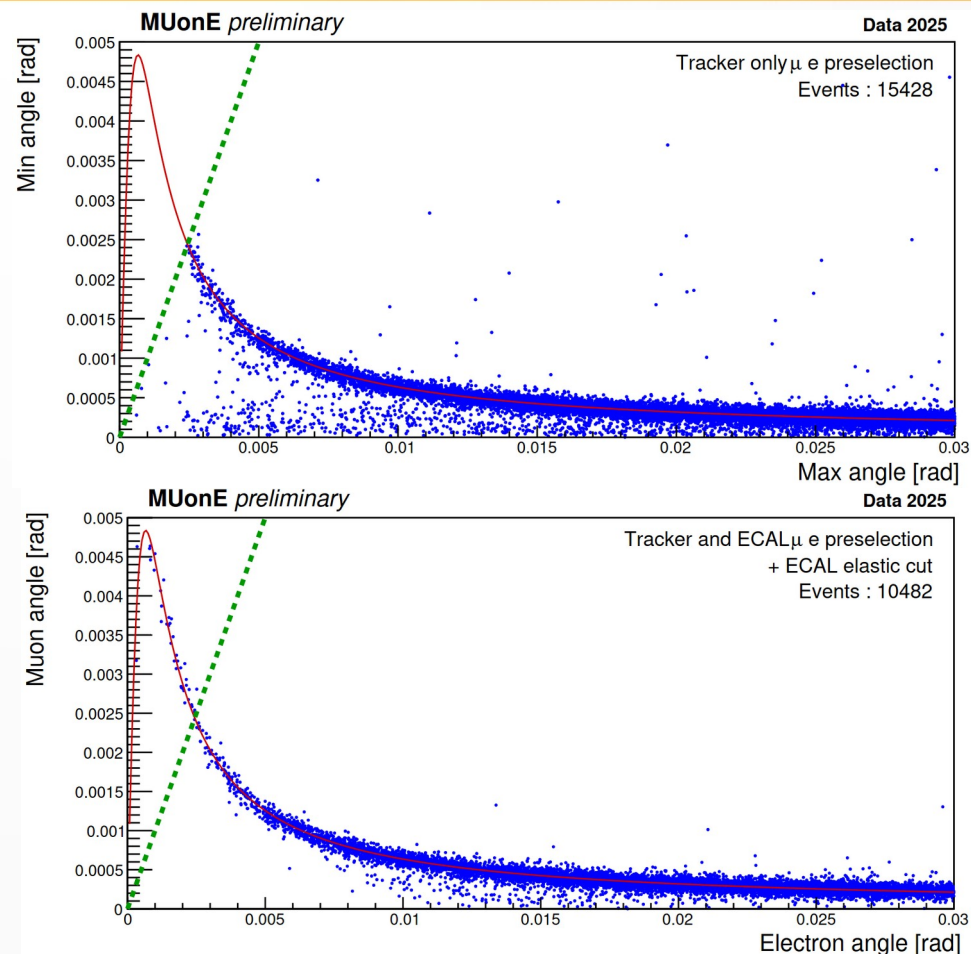 MUonE preliminary
Data 2025
Min angle [rad]
Tracker only μ e preselection
Events : 15428
0.005
0.0045
0.004
0.0035
0.003
0.0025
0.002
0.0015
0.001
0.0005
0
0 0.005 0.01 0.015 0.02 0.025 0.03
Max angle [rad]
MUonE preliminary
Data 2025
Muon angle [rad]
Tracker and ECAL μ e preselection
+ ECAL elastic cut
Events : 10482
0.005
0.0045
0.004
0.0035
0.003
0.0025
0.002
0.0015
0.001
0.0005
0
0 0.005 0.01 0.015 0.02 0.025 0.03
Electron angle [rad]